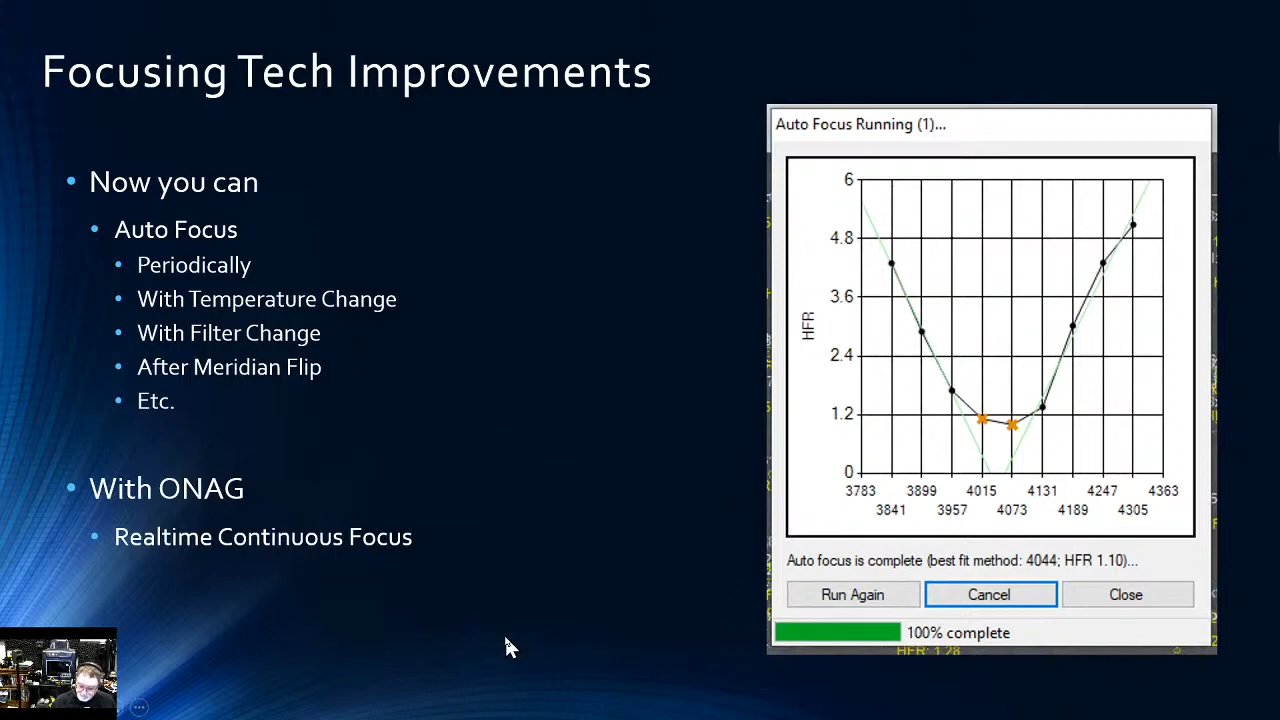 Focusing Tech Improvements
Now you can
Auto Focus
Periodically
With Temperature Change
With Filter Change
After Meridian Flip
Etc.
With ONAG
Realtime Continuous Focus
Auto Focus Running (1)...
6
4.8
3.6
2.4
1.2
0
HFR
3783 3899 4015 4131 4247 4363
3841 3957 4073 4189 4305
Auto focus is complete (best fit method: 4044; HFR 1.10)...
Run Again Cancel Close
100% complete
HFR: 1.28